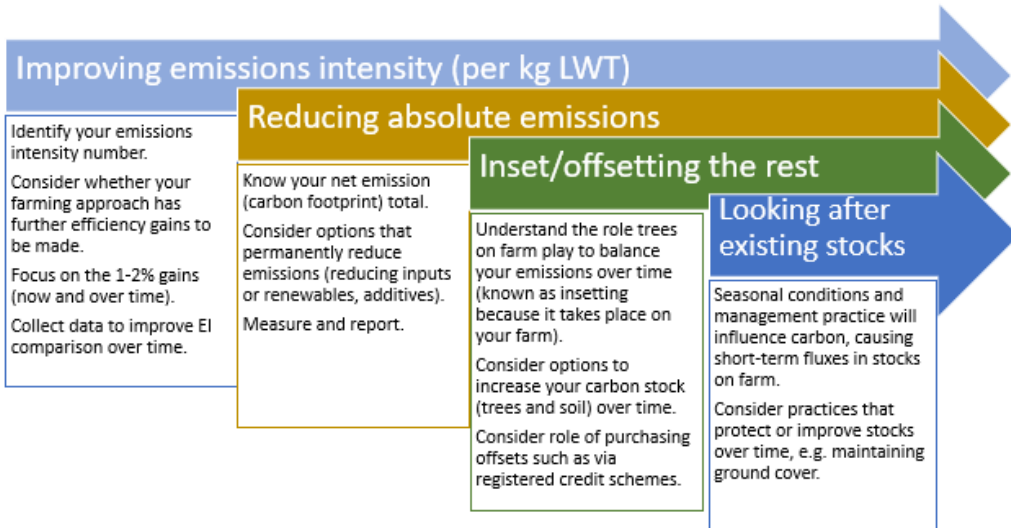 Improving emissions intensity (per kg LWT)
Identify your emissions
intensity number.
Consider whether your
farming approach has
further efficiency gains to
be made.
Focus on the 1-2% gains
(now and over time).
Collect data to improve EI
comparison over time.
Reducing absolute emissions
Know your net emission
(carbon footprint) total.
Consider options that
permanently reduce
emissions (reducing inputs
or renewables, additives).
Measure and report.
Inset/offsetting the rest
Understand the role trees
on farm play to balance
your emissions over time
(known as insetting
because it takes place on
your farm).
Consider options to
increase your carbon stock
(trees and soil) over time.
Consider role of purchasing
offsets such as via
registered credit schemes.
Looking after
existing stocks
Seasonal conditions and
management practice will
influence carbon, causing
short-term fluxes in stocks
on farm.
Consider practices that
protect or improve stocks
over time, e.g. maintaining
ground cover.